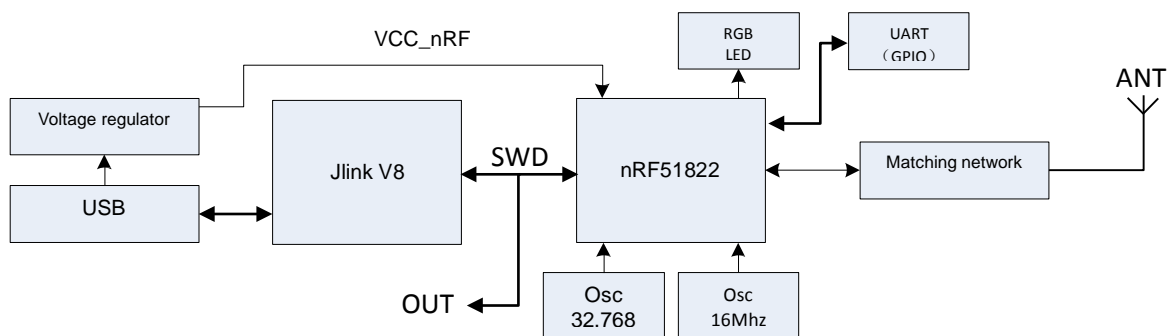 VCC_nRF
RGB
LED
UART
（GPIO）
ANT
Voltage regulator
Jlink V8
SWD
nRF51822
Matching network
USB
OUT
Osc
32.768
Osc
16Mhz